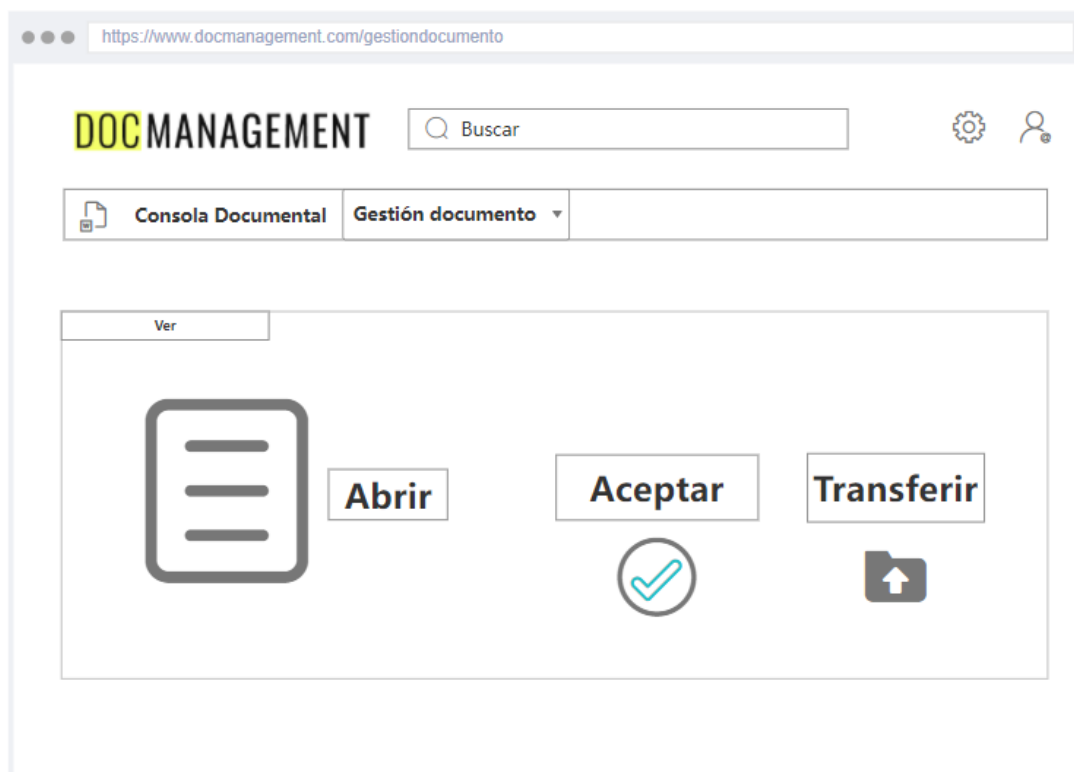 https://www.docmanagement.com/gestiondocumento
DOCMANAGEMENT
Buscar
Consola Documental
Gestión documento
Ver
Abrir
Aceptar
Transferir